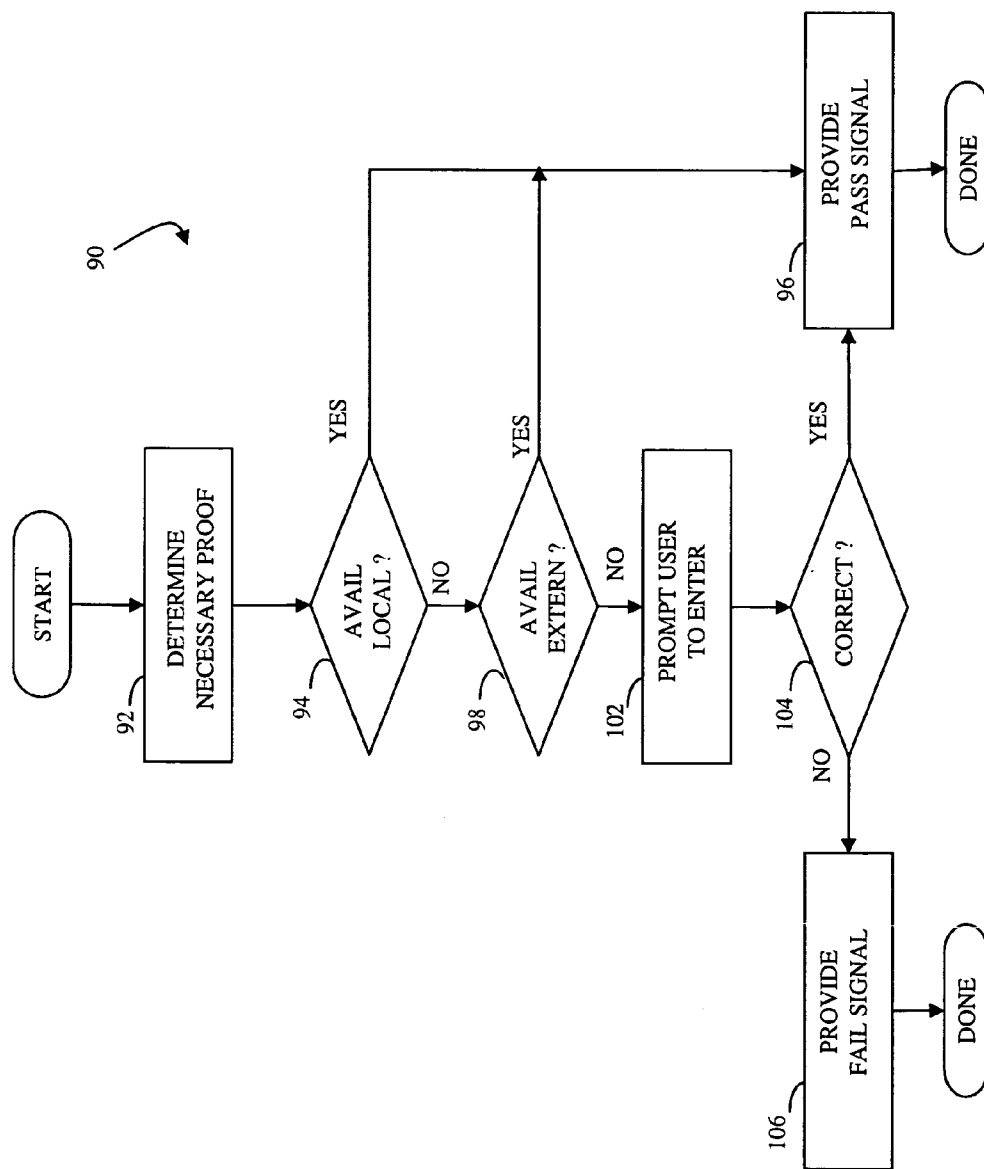 90
START
92
DETERMINE
NECESSARY PROOF
94
AVAIL
LOCAL ?
YES
NO
98
AVAIL
EXTERN ?
YES
NO
102
PROMPT USER
TO ENTER
104
CORRECT ?
NO
YES
106
PROVIDE
FAIL SIGNAL
DONE
96
PROVIDE
PASS SIGNAL
DONE